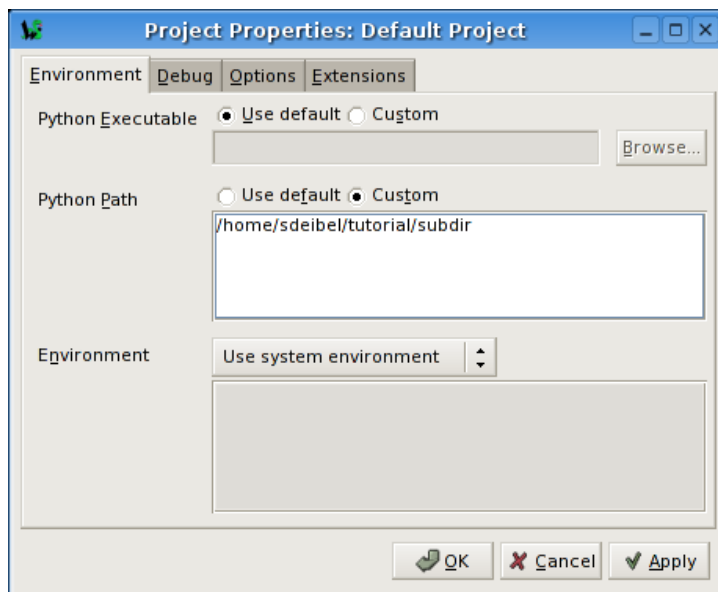 Project Properties: Default Project
Environment Debug Options Extensions
Python Executable Use default Custom
Browse...
Python Path Use default Custom
/home/sdeibel/tutorial/subdir
Environment Use system environment
OK Cancel Apply